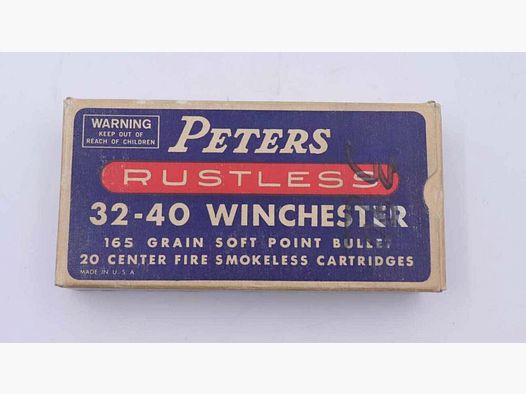 WARNING
KEEP OUT OF
REACH OF CHILDREN
PETERS
RUSTLESS
32-40 WINCHESTER
165 GRAIN SOFT POINT BULLET
20 CENTER FIRE SMOKELESS CARTRIDGES
MADE IN U.S.A